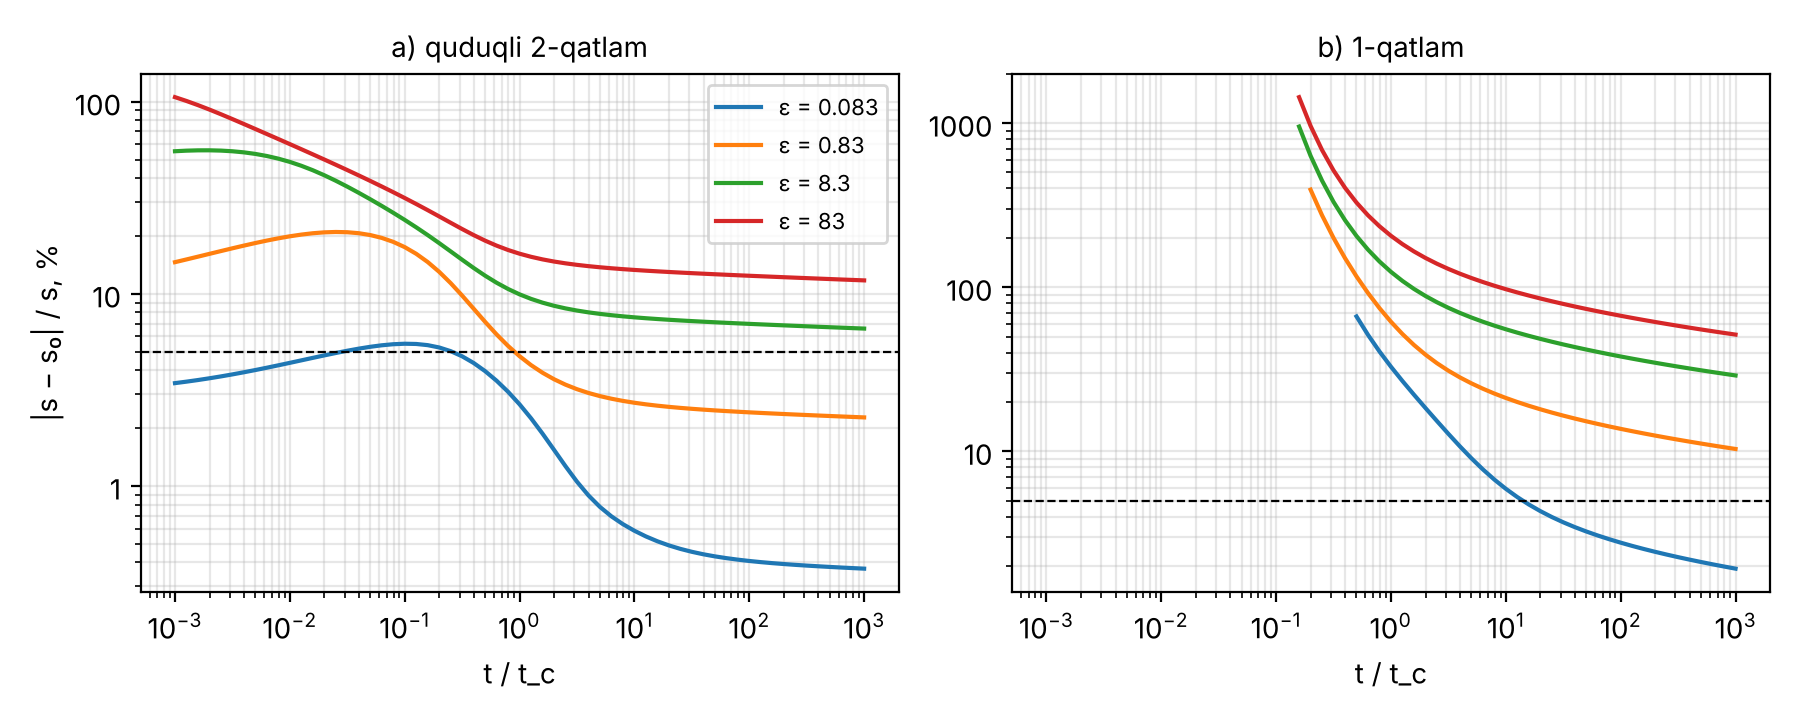 a) quduqli 2-qatlam
|s − s₀| / s, %
100
10
1
ε = 0.083
ε = 0.83
ε = 8.3
ε = 83
10⁻³ 10⁻² 10⁻¹ 10⁰ 10¹ 10² 10³
t / t_c
b) 1-qatlam
1000
100
10
10⁻³ 10⁻² 10⁻¹ 10⁰ 10¹ 10² 10³
t / t_c